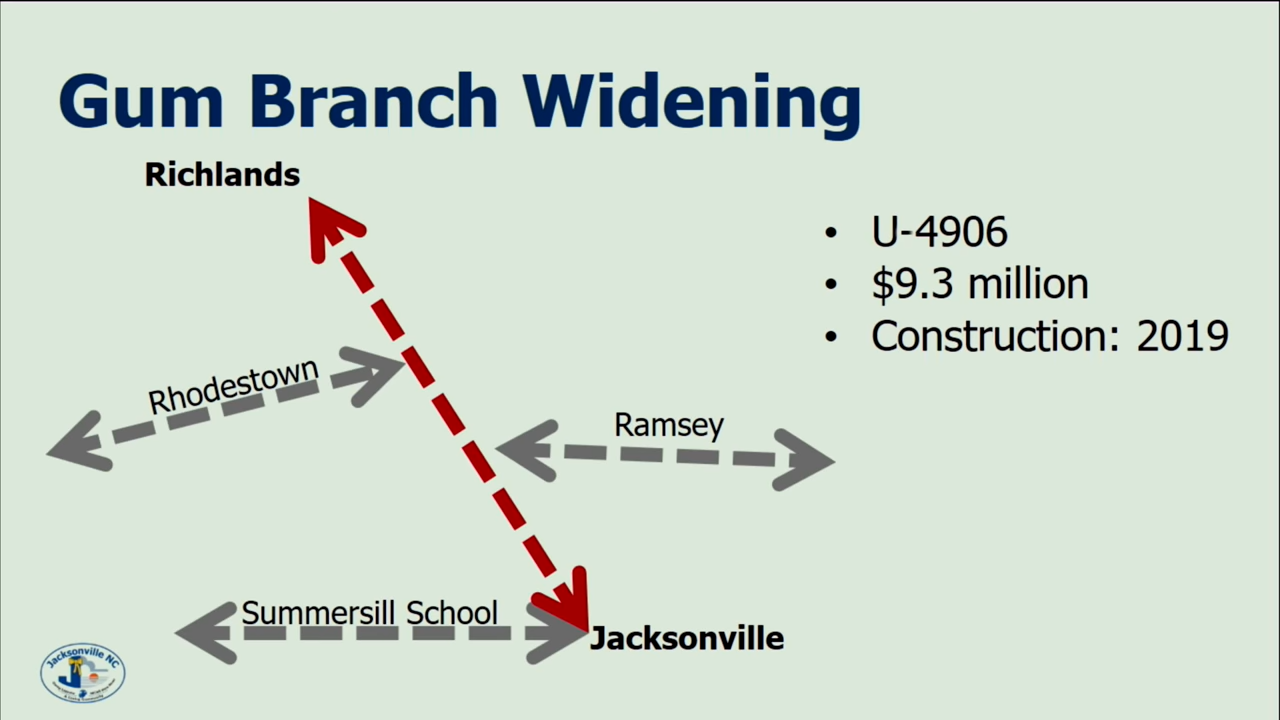 Gum Branch Widening
Richlands
• U-4906
• $9.3 million
• Construction: 2019
Rhodestown
Ramsey
Summersill School
Jacksonville
Jacksonville NC